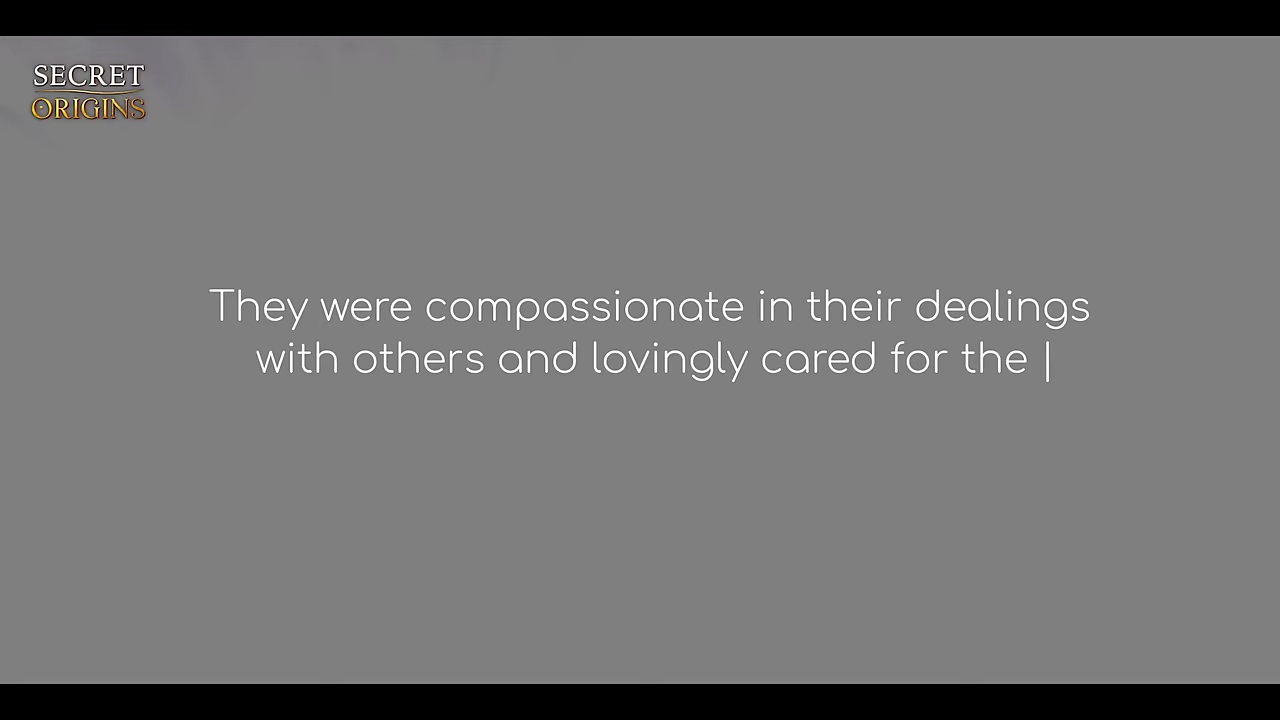 SECRET
ORIGINS
They were compassionate in their dealings
with others and lovingly cared for the |